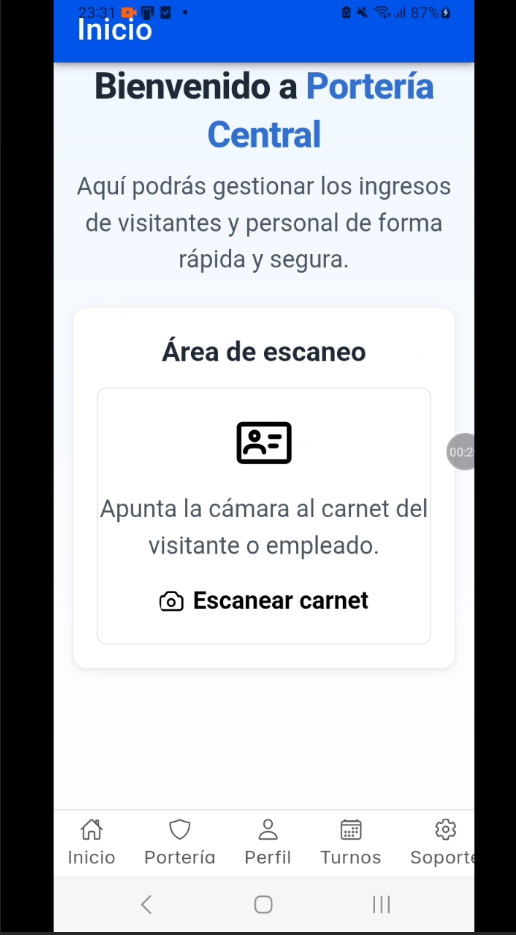 23:31 87%
Inicio
Bienvenido a Portería
Central
Aquí podrás gestionar los ingresos
de visitantes y personal de forma
rápida y segura.
Área de escaneo
00:2
Apunta la cámara al carnet del
visitante o empleado.
Escanear carnet
Inicio Portería Perfil Turnos Soporte